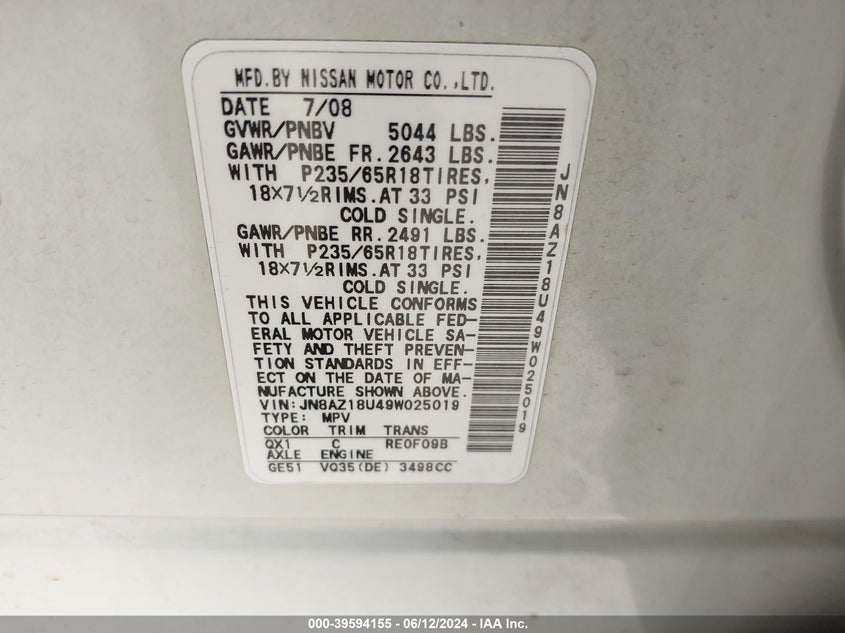 MFD.BY NISSAN MOTOR CO.,LTD.
DATE 7/08
GVWR/PNBV 5044 LBS.
GAWR/PNBE FR.2643 LBS.
WITH P235/65R18TIRES,
18×7½RIMS.AT 33 PSI
COLD SINGLE.
GAWR/PNBE RR.2491 LBS.
WITH P235/65R18TIRES,
18×7½RIMS.AT 33 PSI
COLD SINGLE.
THIS VEHICLE CONFORMS
TO ALL APPLICABLE FED-
ERAL MOTOR VEHICLE SA-
FETY AND THEFT PREVEN-
TION STANDARDS IN EFF-
ECT ON THE DATE OF MA-
NUFACTURE SHOWN ABOVE.
VIN:JN8AZ18U49W025019
TYPE: MPV
COLOR TRIM TRANS
QX1 C RE0F09B
AXLE ENGINE
GE51 VQ35(DE) 3498CC
JN8AZ18U49W025019
000-39594155 - 06/12/2024 - IAA Inc.